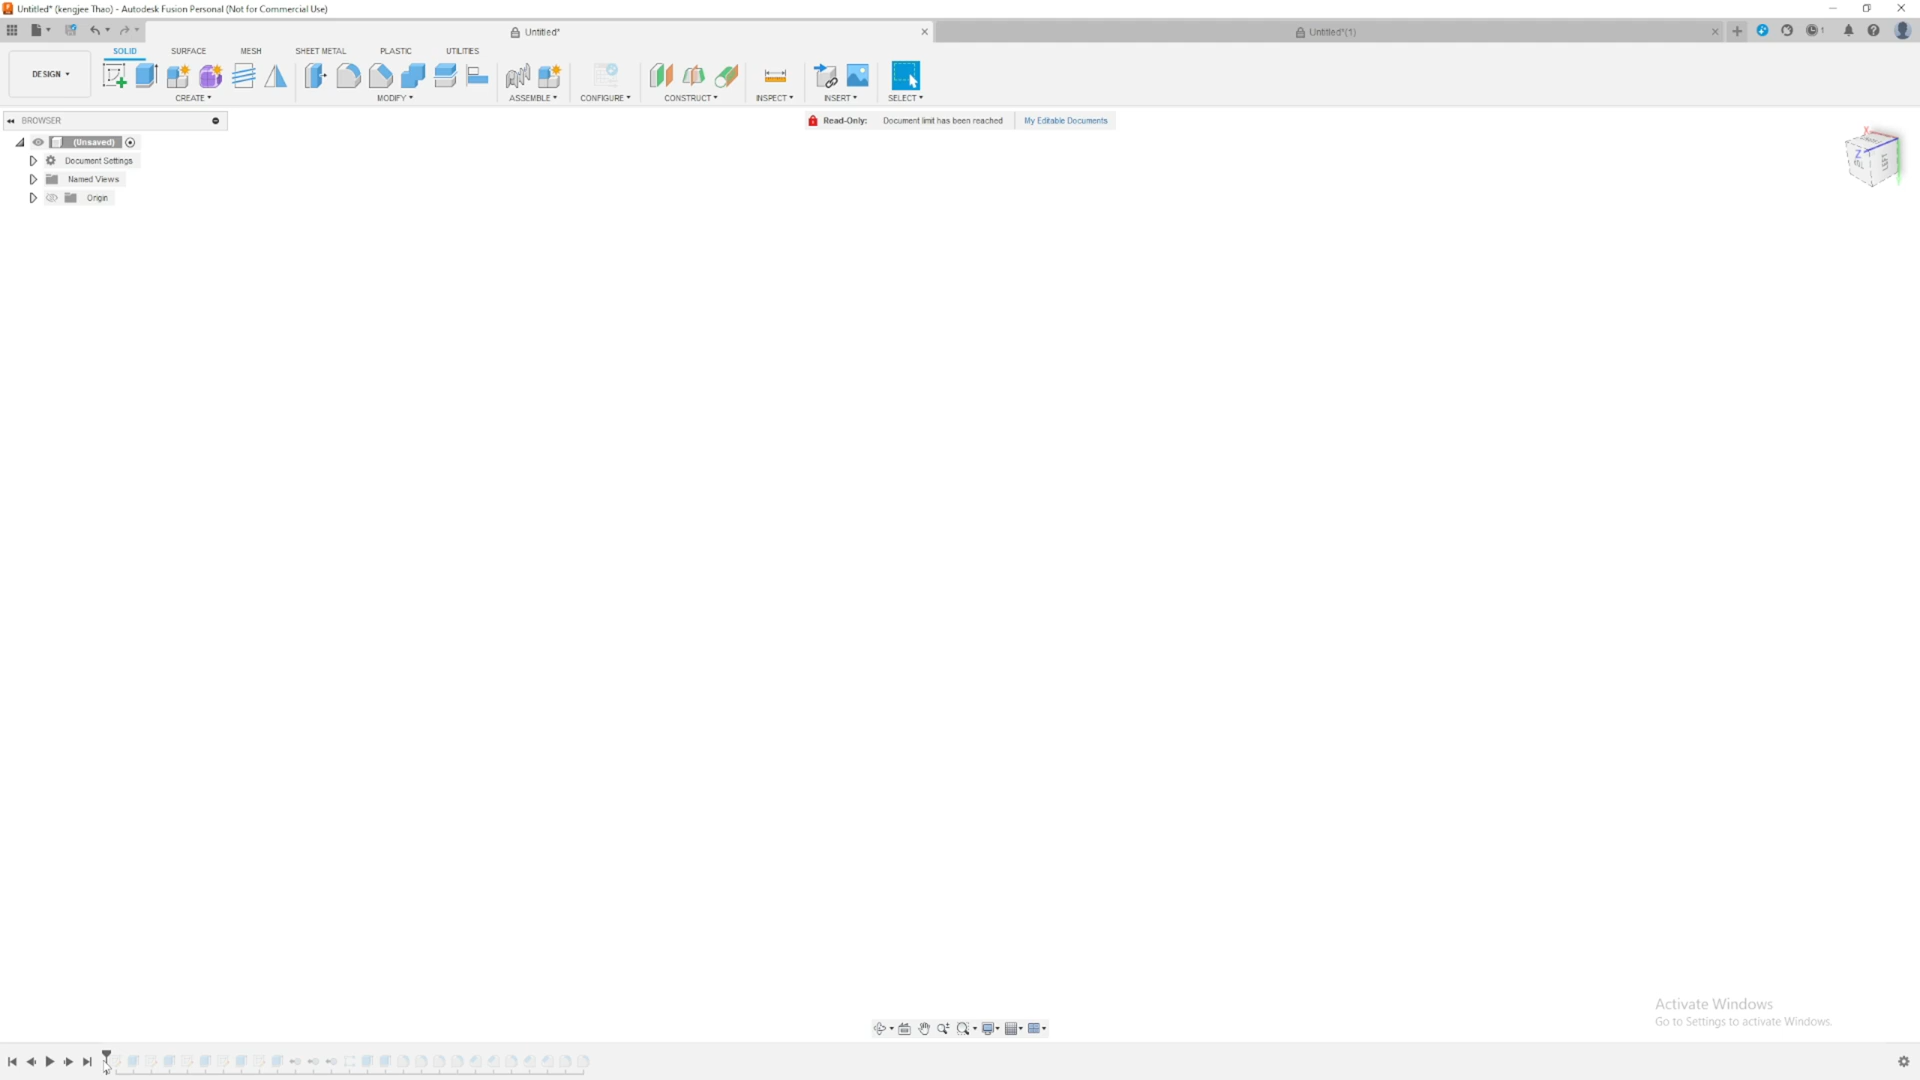 Untitled* (kengjee Thao) - Autodesk Fusion Personal (Not for Commercial Use)
Untitled*
Untitled*(1)
1
DESIGN
SOLID
SURFACE
MESH
SHEET METAL
PLASTIC
UTILITIES
CREATE
MODIFY
ASSEMBLE
CONFIGURE
CONSTRUCT
INSPECT
INSERT
SELECT
BROWSER
Read-Only:
Document limit has been reached
My Editable Documents
(Unsaved)
Document Settings
Named Views
Origin
X
Z
LEFT
Activate Windows
Go to Settings to activate Windows.